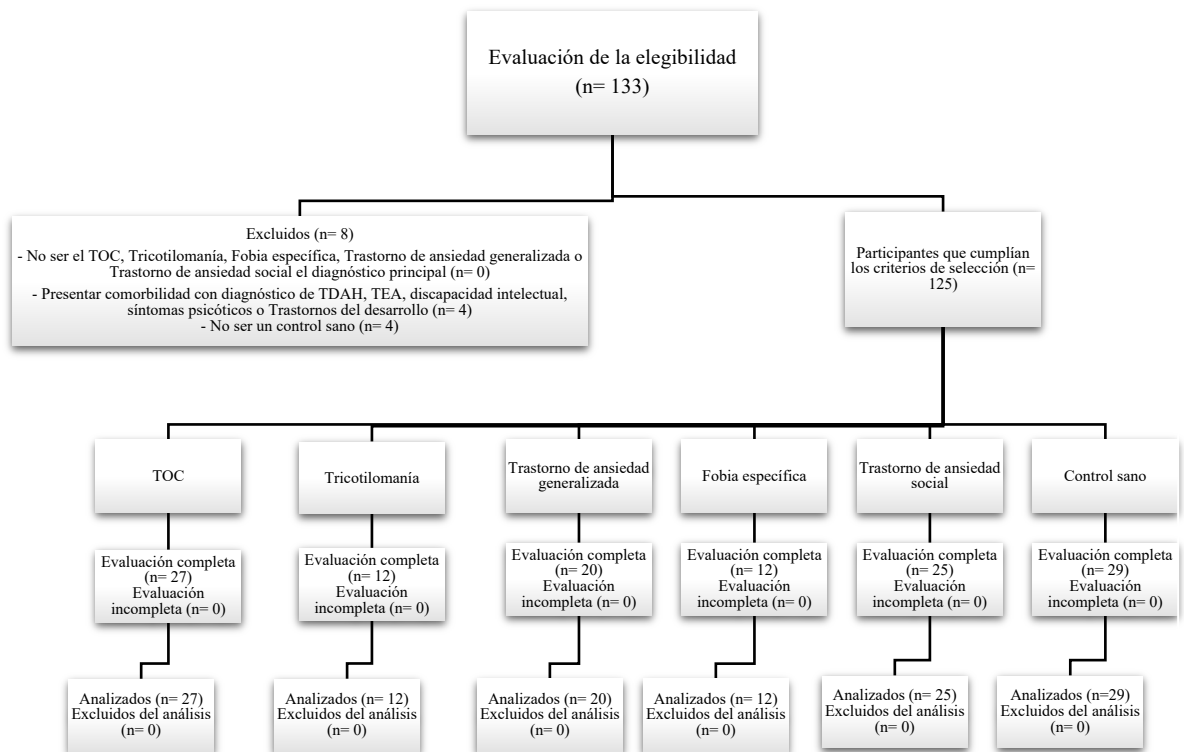 Evaluación de la elegibilidad
(n= 133)
Excluidos (n= 8)
- No ser el TOC, Tricotilomanía, Fobia específica, Trastorno de ansiedad generalizada o
Trastorno de ansiedad social el diagnóstico principal (n= 0)
- Presentar comorbilidad con diagnóstico de TDAH, TEA, discapacidad intelectual,
síntomas psicóticos o Trastornos del desarrollo (n= 4)
- No ser un control sano (n= 4)
Participantes que cumplían
los criterios de selección (n=
125)
TOC
Tricotilomanía
Trastorno de ansiedad
generalizada
Fobia específica
Trastorno de ansiedad
social
Control sano
Evaluación completa
(n= 27)
Evaluación
incompleta (n= 0)
Evaluación completa
(n= 12)
Evaluación
incompleta (n= 0)
Evaluación completa
(n= 20)
Evaluación
incompleta (n= 0)
Evaluación completa
(n= 12)
Evaluación
incompleta (n= 0)
Evaluación completa
(n= 25)
Evaluación
incompleta (n= 0)
Evaluación completa
(n= 29)
Evaluación
incompleta (n= 0)
Analizados (n= 27)
Excluidos del análisis
(n= 0)
Analizados (n= 12)
Excluidos del análisis
(n= 0)
Analizados (n= 20)
Excluidos del análisis
(n= 0)
Analizados (n= 12)
Excluidos del análisis
(n= 0)
Analizados (n= 25)
Excluidos del análisis
(n= 0)
Analizados (n=29)
Excluidos del análisis
(n= 0)